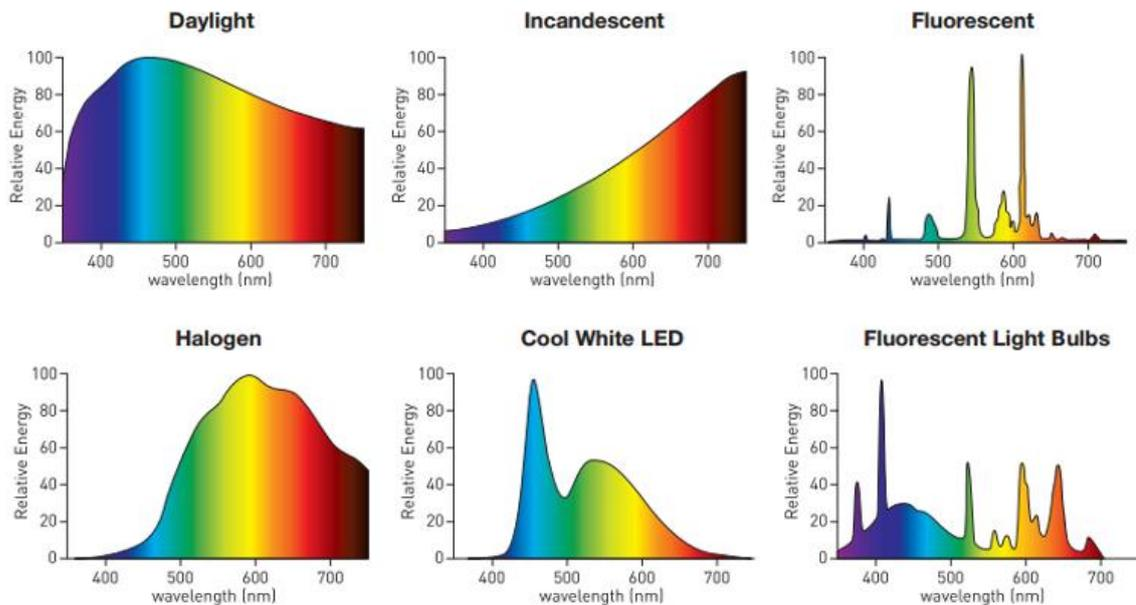 Daylight
Incandescent
Fluorescent
Relative Energy
100
80
60
40
20
0
400 500 600 700
wavelength (nm)
Relative Energy
100
80
60
40
20
0
400 500 600 700
wavelength (nm)
Relative Energy
100
80
60
40
20
0
400 500 600 700
wavelength (nm)
Halogen
Cool White LED
Fluorescent Light Bulbs
Relative Energy
100
80
60
40
20
0
400 500 600 700
wavelength (nm)
Relative Energy
100
80
60
40
20
0
400 500 600 700
wavelength (nm)
Relative Energy
100
80
60
40
20
0
400 500 600 700
wavelength (nm)